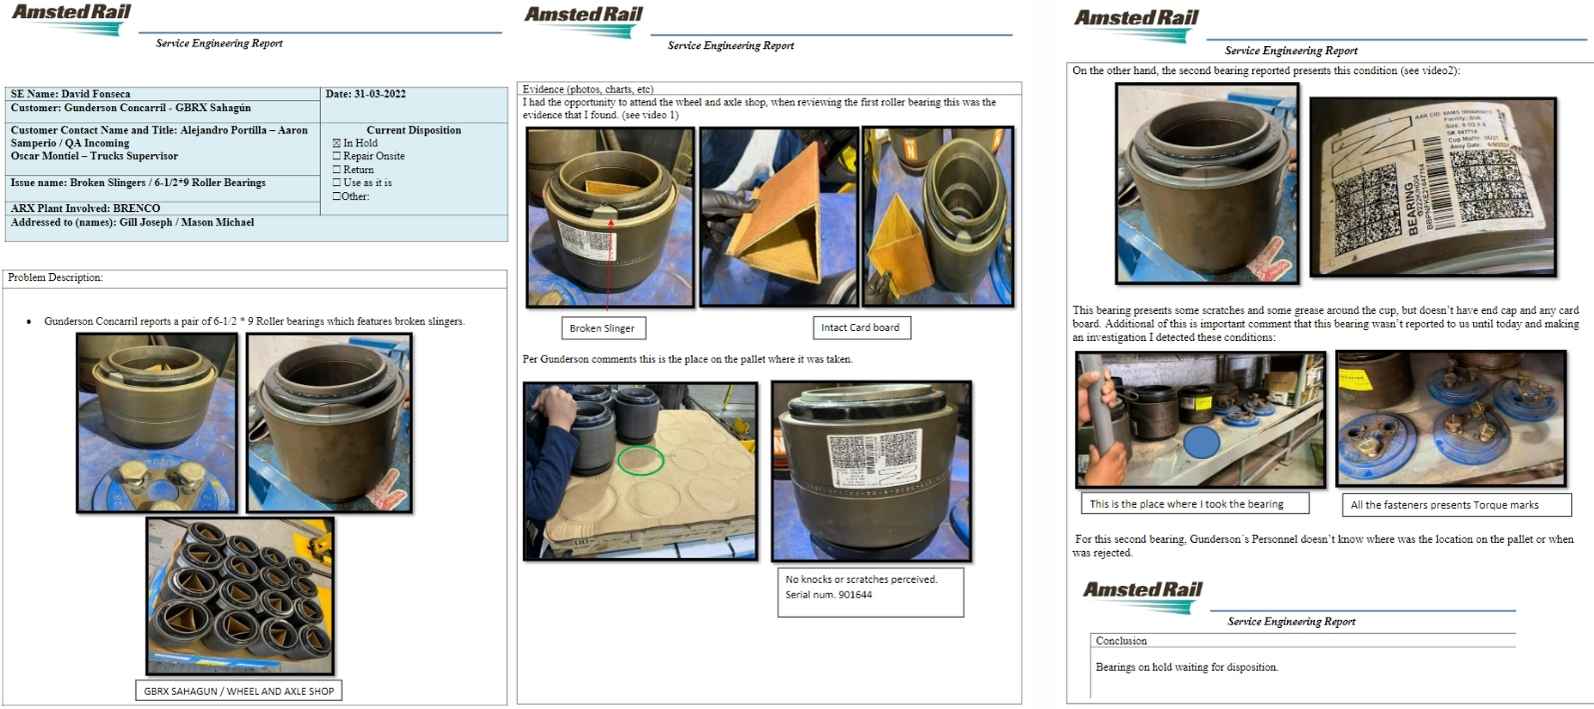 Amsted Rail
Service Engineering Report
SE Name: David Fonseca
Date: 31-03-2022
Customer: Gunderson Concarril - GBRX Sahagún
Customer Contact Name and Title: Alejandro Portilla – Aaron
Samperio / QA Incoming
Oscar Montiel – Trucks Supervisor
Current Disposition
☒ In Hold
☐ Repair Onsite
☐ Return
☐ Use as it is
☐Other:
Issue name: Broken Slingers / 6-1/2*9 Roller Bearings
ARX Plant Involved: BRENCO
Addressed to (names): Gill Joseph / Mason Michael
Problem Description:
• Gunderson Concarril reports a pair of 6-1/2 * 9 Roller bearings which features broken slingers.
GBRX SAHAGUN / WHEEL AND AXLE SHOP
Amsted Rail
Service Engineering Report
Evidence (photos, charts, etc)
I had the opportunity to attend the wheel and axle shop, when reviewing the first roller bearing this was the
evidence that I found. (see video 1)
Broken Slinger
Intact Card board
Per Gunderson comments this is the place on the pallet where it was taken.
No knocks or scratches perceived.
Serial num. 901644
Amsted Rail
Service Engineering Report
On the other hand, the second bearing reported presents this condition (see video2):
BEARING
This bearing presents some scratches and some grease around the cup, but doesn't have end cap and any card
board. Additional of this is important comment that this bearing wasn't reported to us until today and making
an investigation I detected these conditions:
This is the place where I took the bearing
All the fasteners presents Torque marks
For this second bearing, Gunderson´s Personnel doesn't know where was the location on the pallet or when
was rejected.
Amsted Rail
Service Engineering Report
Conclusion
Bearings on hold waiting for disposition.